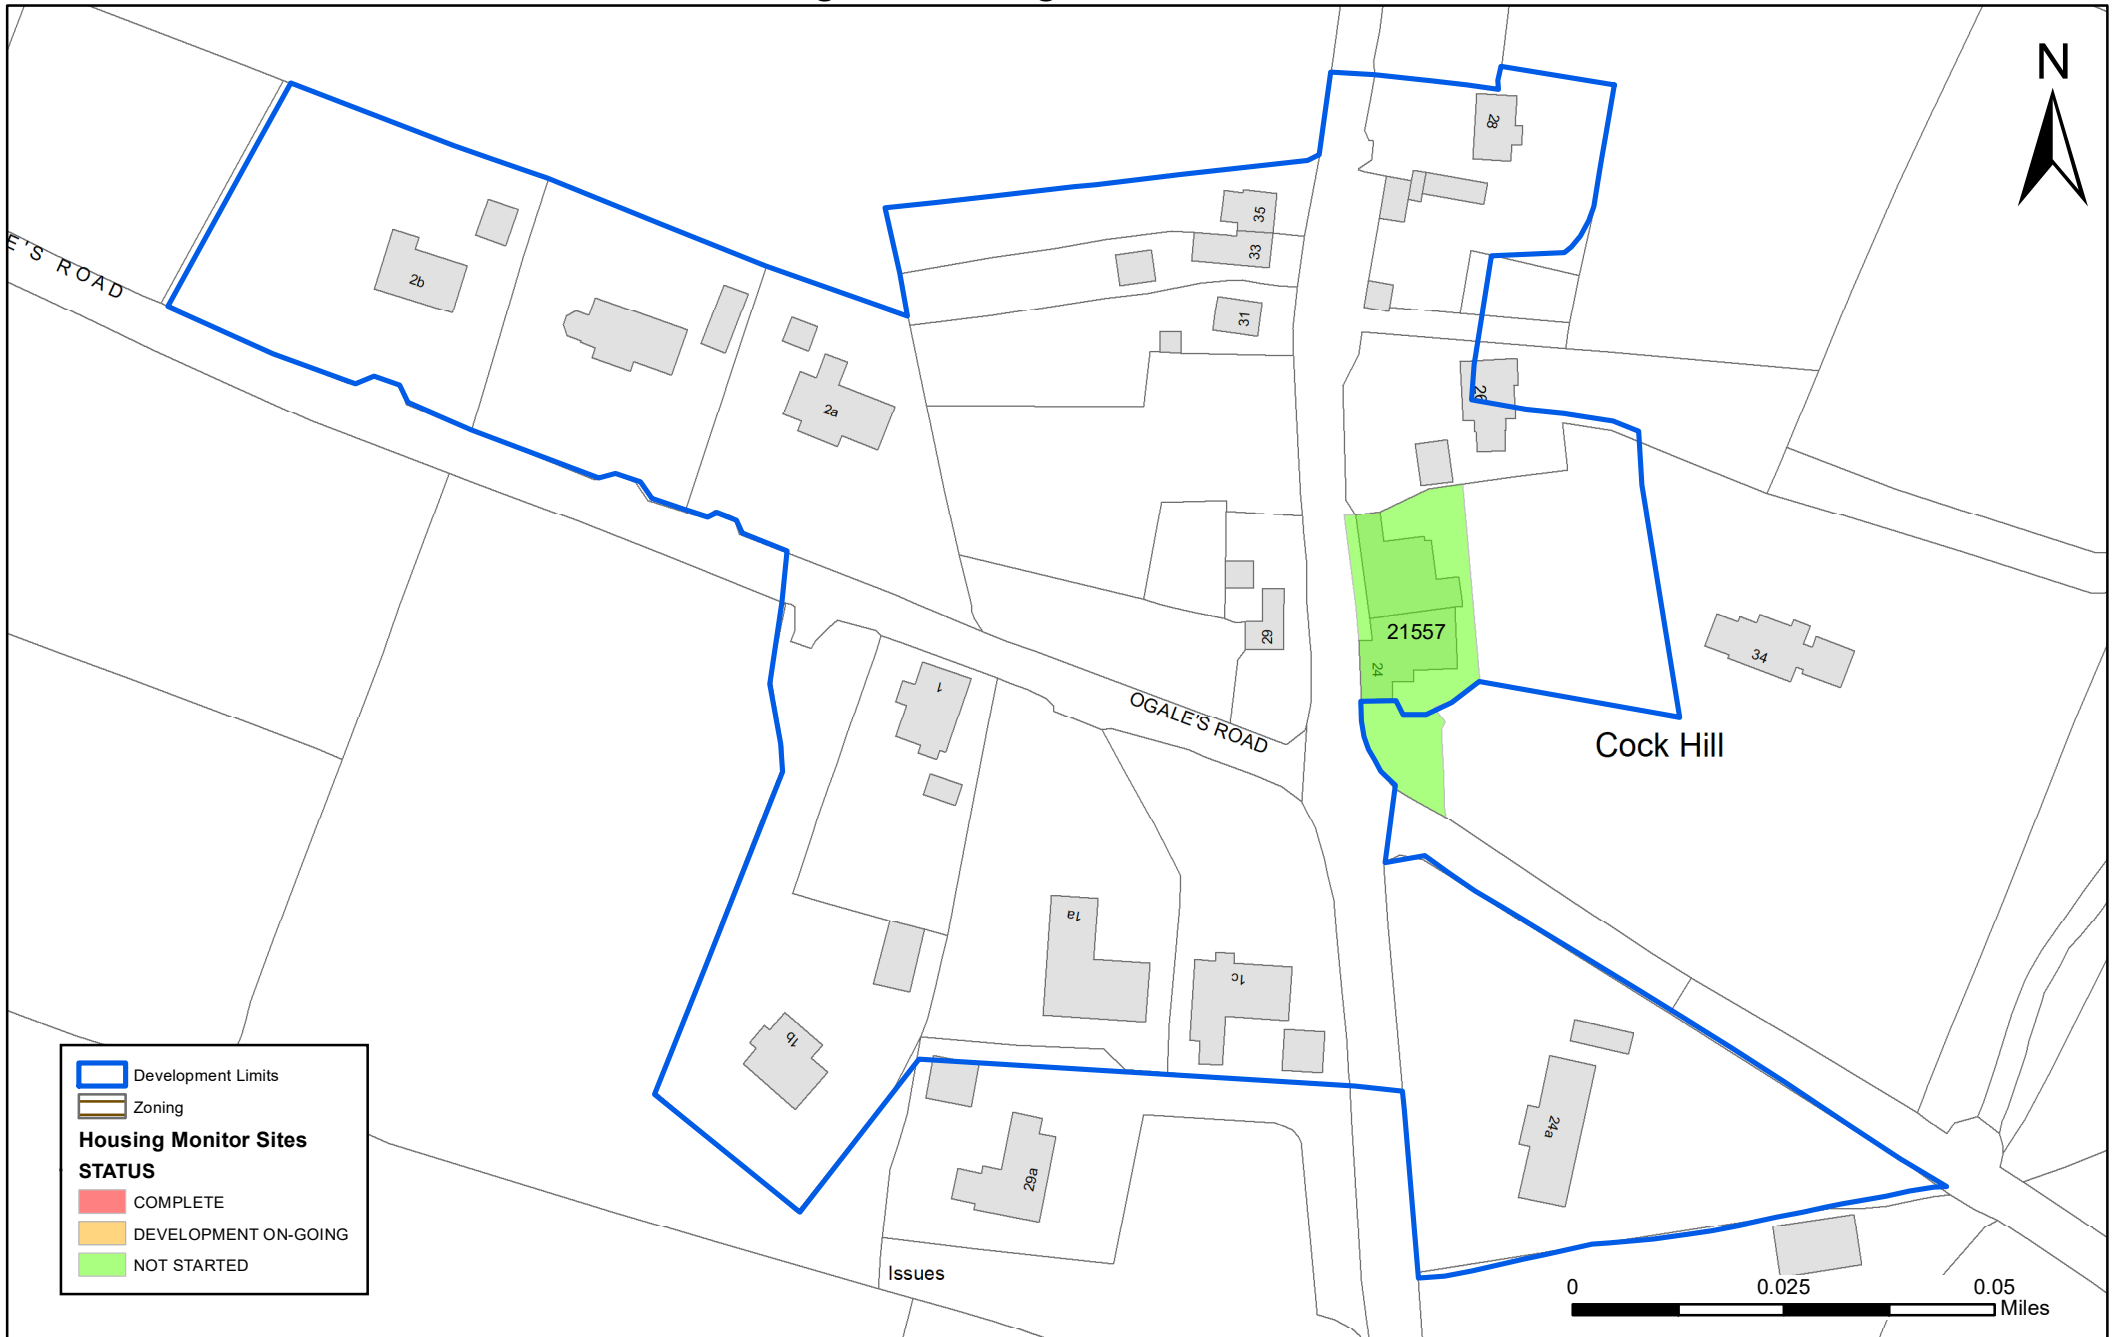 N
28
35
33
31
2b
2a
26
E'S ROAD
21557
24
29
34
1
OGALE'S ROAD
Cock Hill
1a
1c
1b
24a
29a
Issues
Development Limits
Zoning
Housing Monitor Sites
STATUS
COMPLETE
DEVELOPMENT ON-GOING
NOT STARTED
0 0.025 0.05
Miles